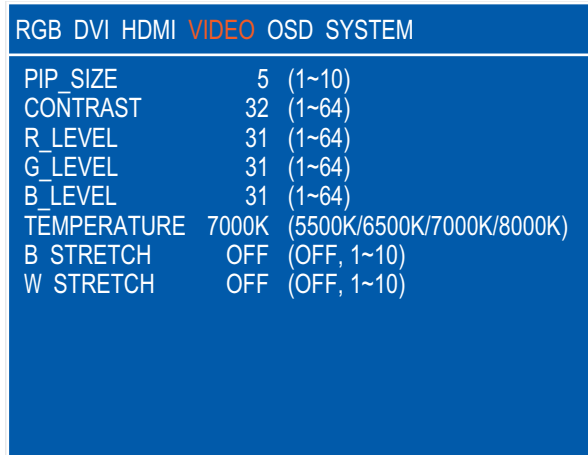 RGB DVI HDMI VIDEO OSD SYSTEM
PIP_SIZE 5 (1~10)
CONTRAST 32 (1~64)
R_LEVEL 31 (1~64)
G_LEVEL 31 (1~64)
B_LEVEL 31 (1~64)
TEMPERATURE 7000K (5500K/6500K/7000K/8000K)
B STRETCH OFF (OFF, 1~10)
W STRETCH OFF (OFF, 1~10)